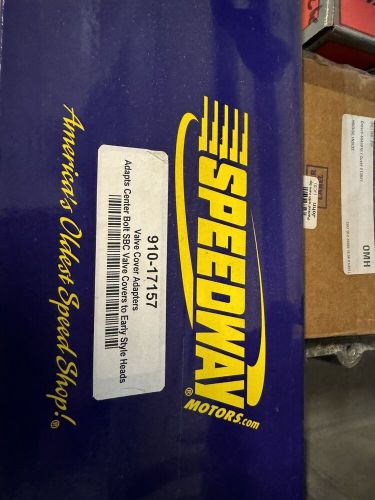 SPEEDWAY
MOTORS.com
910-17157
Valve Cover Adapters
Adapts Center Bolt SBC Valve Covers to Early Style Heads
America's Oldest Speed Shop!®
OMH